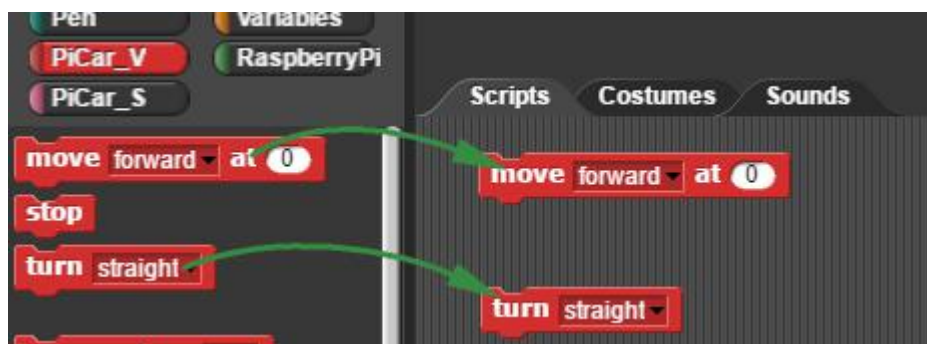 Pen Variables
PiCar_V RaspberryPi
PiCar_S
Scripts Costumes Sounds
move forward at 0
stop
turn straight
move forward at 0
turn straight